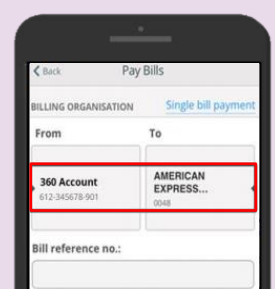 Back Pay Bills
BILLING ORGANISATION Single bill payment
From To
360 Account AMERICAN EXPRESS...
612-345678-901 0048
Bill reference no.: